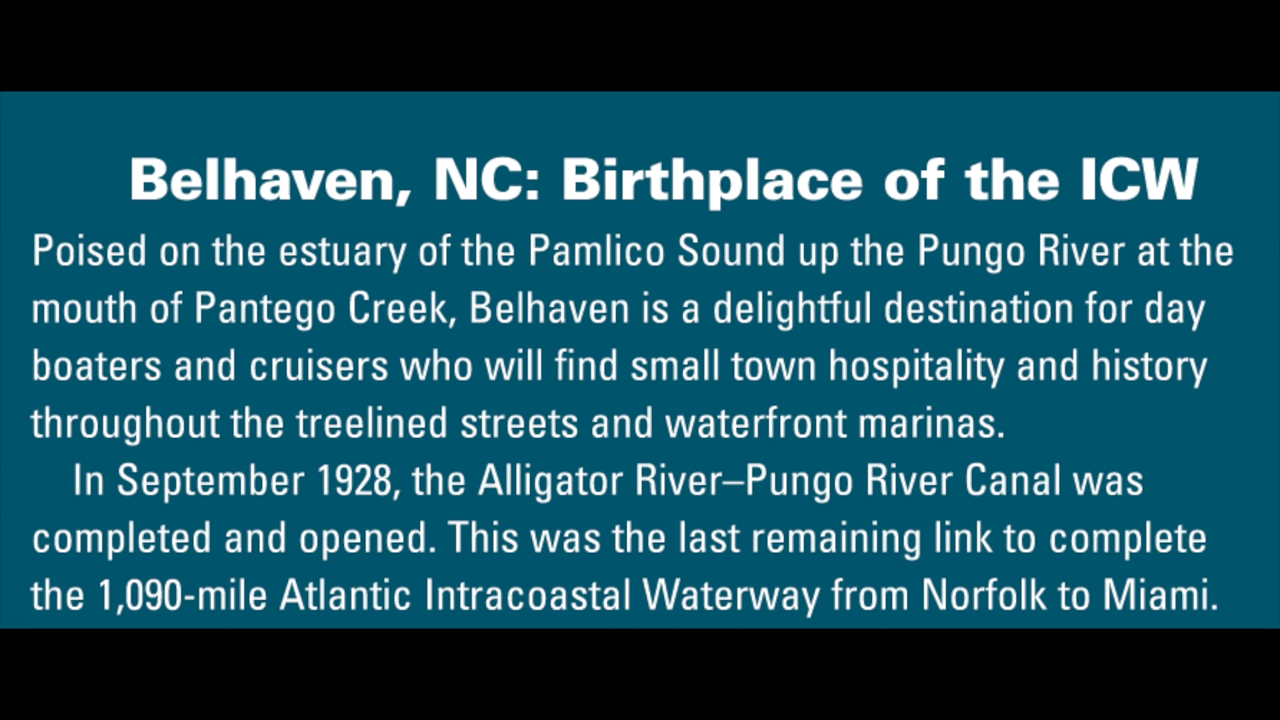 Belhaven, NC: Birthplace of the ICW
Poised on the estuary of the Pamlico Sound up the Pungo River at the
mouth of Pantego Creek, Belhaven is a delightful destination for day
boaters and cruisers who will find small town hospitality and history
throughout the treelined streets and waterfront marinas.
In September 1928, the Alligator River–Pungo River Canal was
completed and opened. This was the last remaining link to complete
the 1,090-mile Atlantic Intracoastal Waterway from Norfolk to Miami.